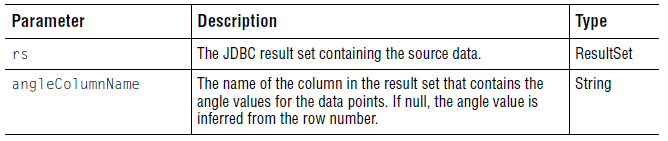 Parameter Description Type
rs The JDBC result set containing the source data. ResultSet
angleColumnName The name of the column in the result set that contains the String
angle values for the data points. If null, the angle value is
inferred from the row number.